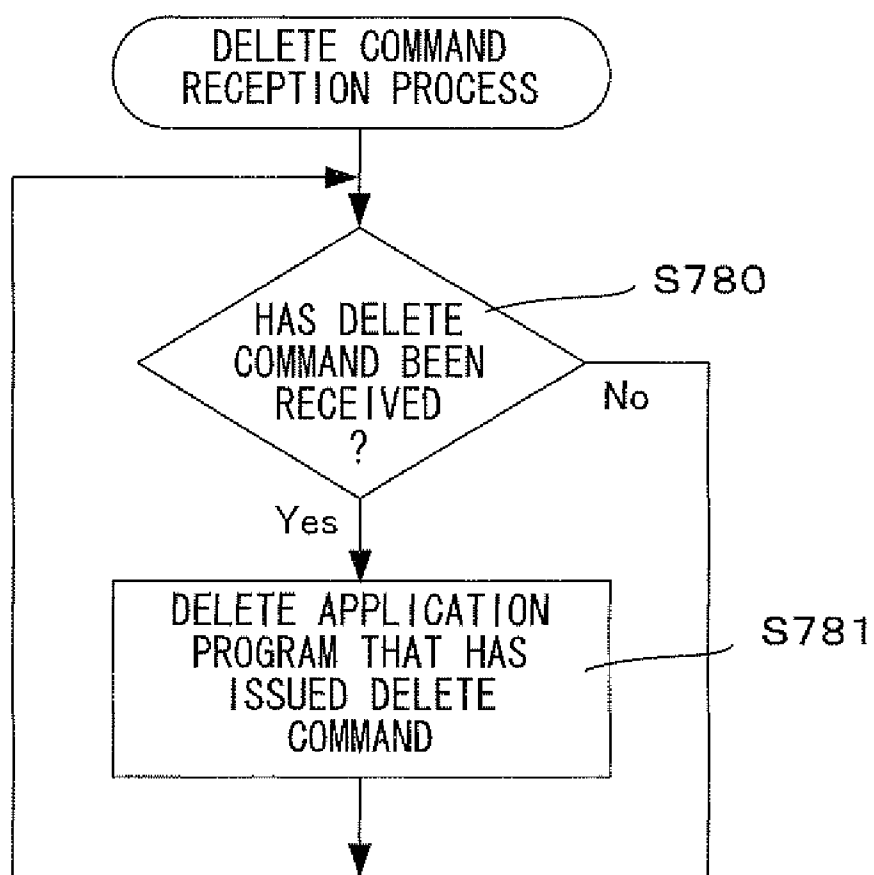 DELETE COMMAND
RECEPTION PROCESS
S780
HAS DELETE
COMMAND BEEN
RECEIVED
?
No
Yes
DELETE APPLICATION
PROGRAM THAT HAS
ISSUED DELETE
COMMAND
S781